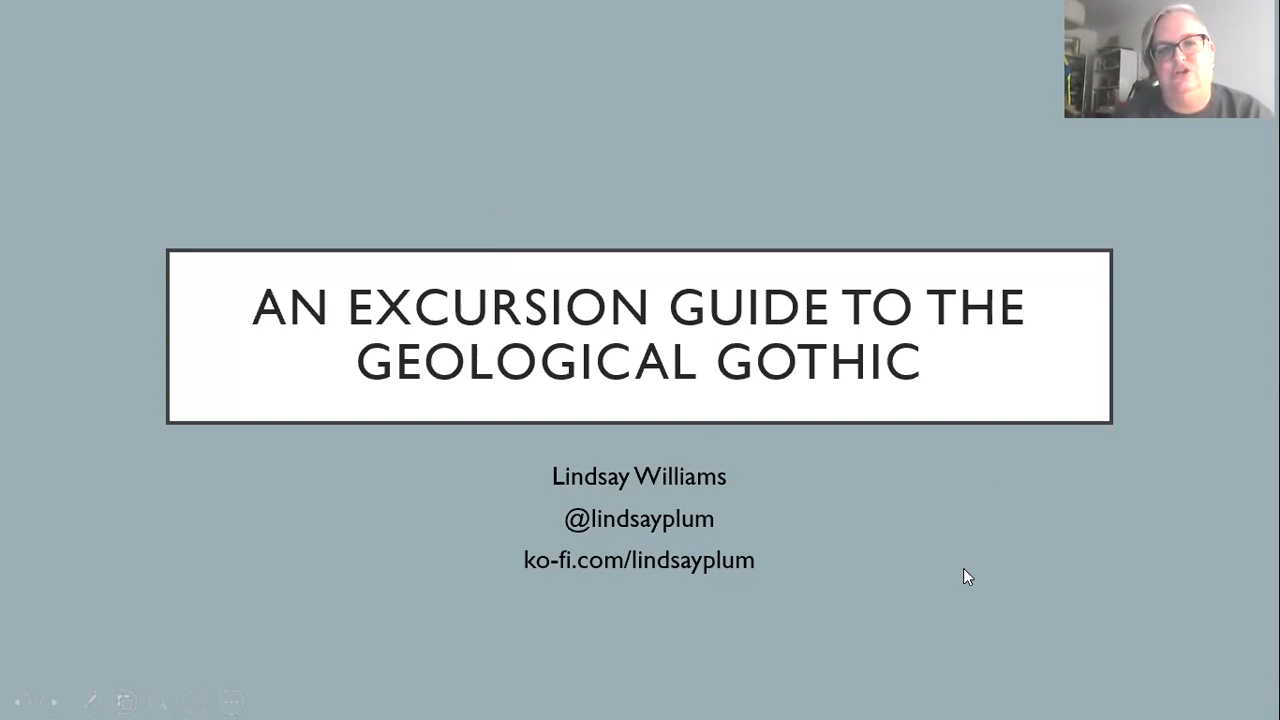 AN EXCURSION GUIDE TO THE
GEOLOGICAL GOTHIC
Lindsay Williams
@lindsayplum
ko-fi.com/lindsayplum